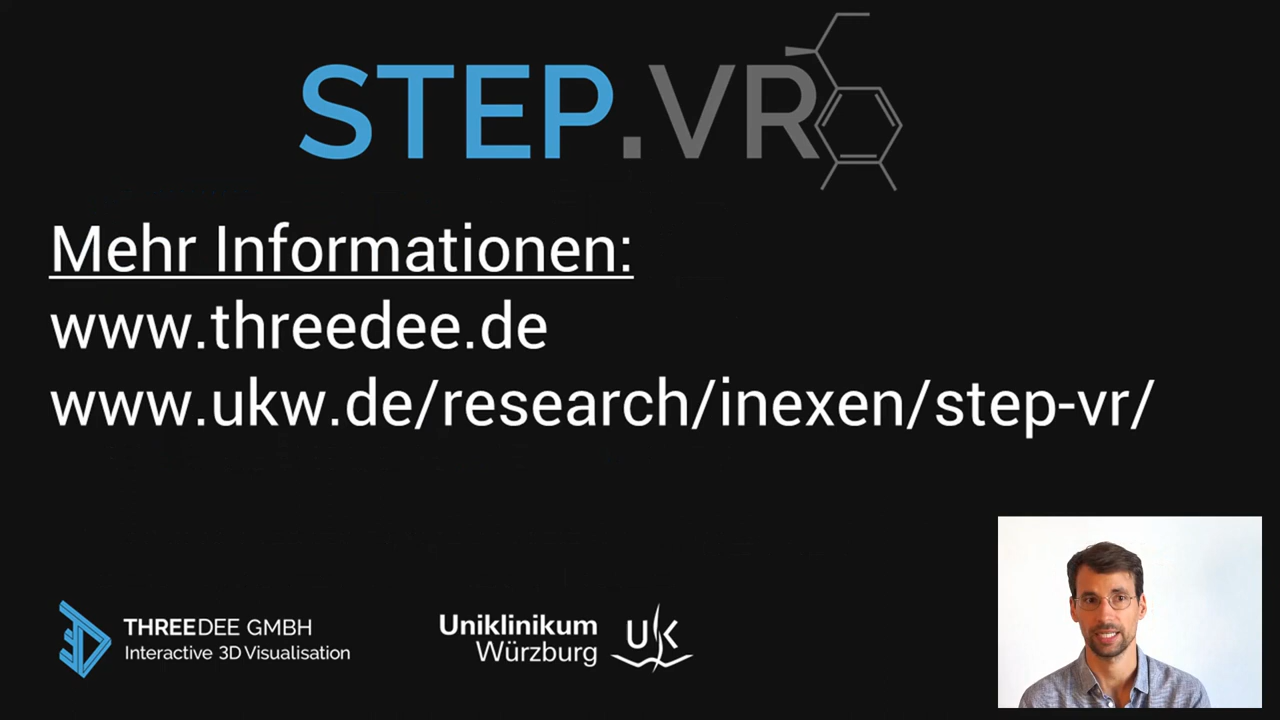 STEP.VR
Mehr Informationen:
www.threedee.de
www.ukw.de/research/inexen/step-vr/
THREEDEE GMBH
Interactive 3D Visualisation
Uniklinikum
Würzburg
UK